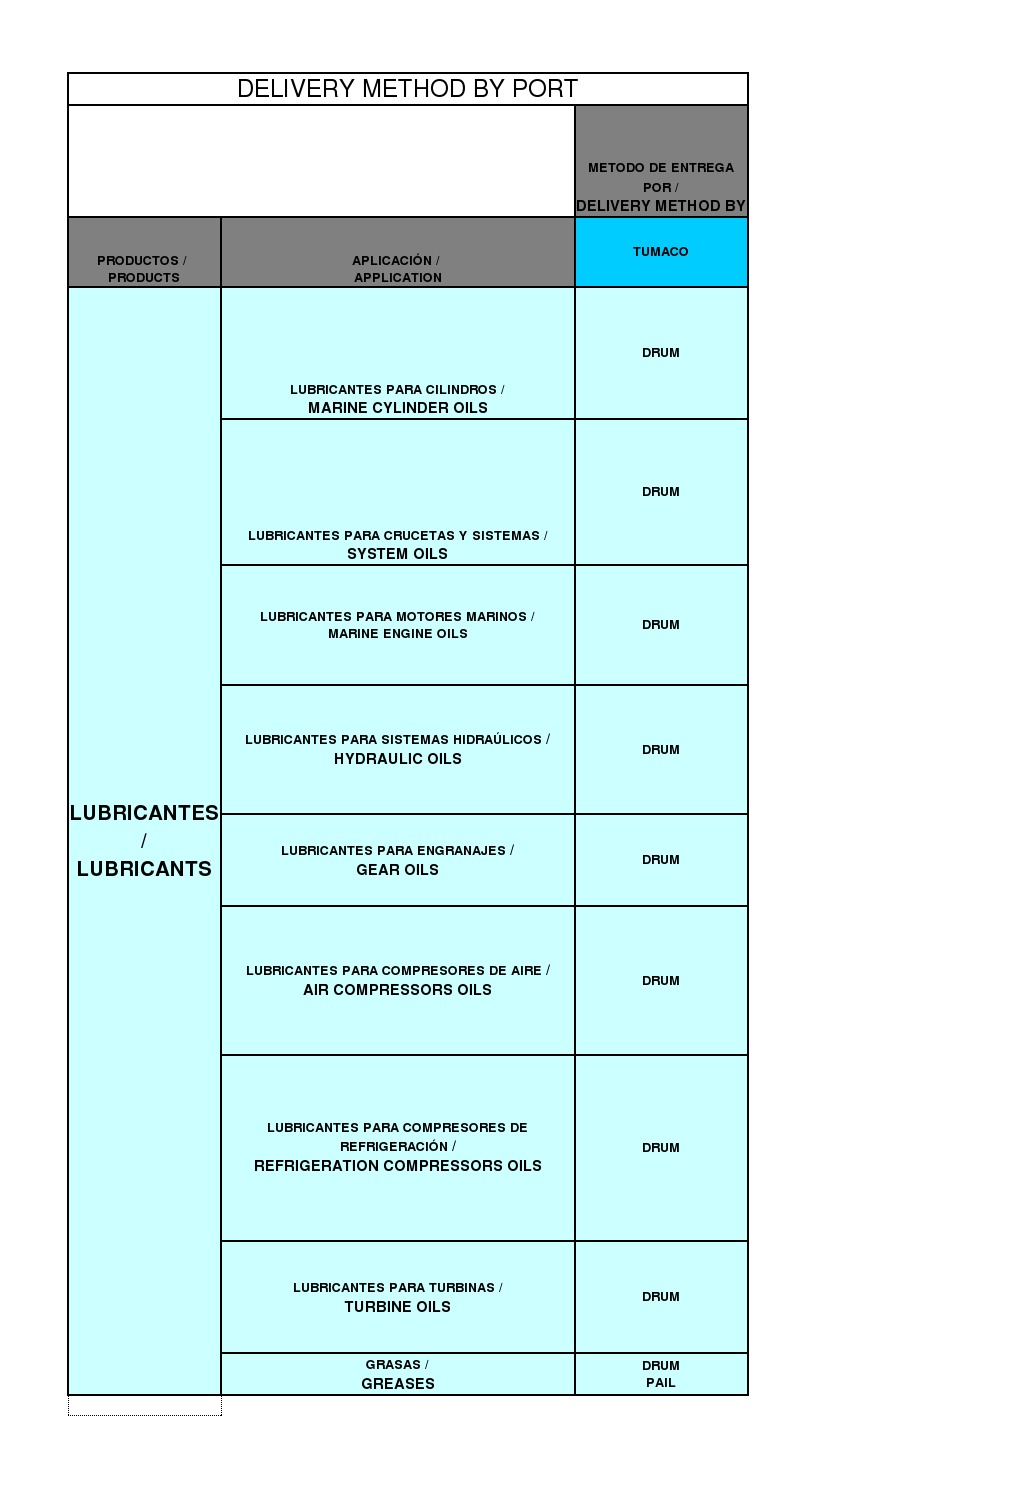 DELIVERY METHOD BY PORT
METODO DE ENTREGA
POR /
DELIVERY METHOD BY
PRODUCTOS /
PRODUCTS
APLICACIÓN /
APPLICATION
TUMACO
LUBRICANTES
/
LUBRICANTS
LUBRICANTES PARA CILINDROS /
MARINE CYLINDER OILS
DRUM
LUBRICANTES PARA CRUCETAS Y SISTEMAS /
SYSTEM OILS
DRUM
LUBRICANTES PARA MOTORES MARINOS /
MARINE ENGINE OILS
DRUM
LUBRICANTES PARA SISTEMAS HIDRAÚLICOS /
HYDRAULIC OILS
DRUM
LUBRICANTES PARA ENGRANAJES /
GEAR OILS
DRUM
LUBRICANTES PARA COMPRESORES DE AIRE /
AIR COMPRESSORS OILS
DRUM
LUBRICANTES PARA COMPRESORES DE
REFRIGERACIÓN /
REFRIGERATION COMPRESSORS OILS
DRUM
LUBRICANTES PARA TURBINAS /
TURBINE OILS
DRUM
GRASAS /
GREASES
DRUM
PAIL